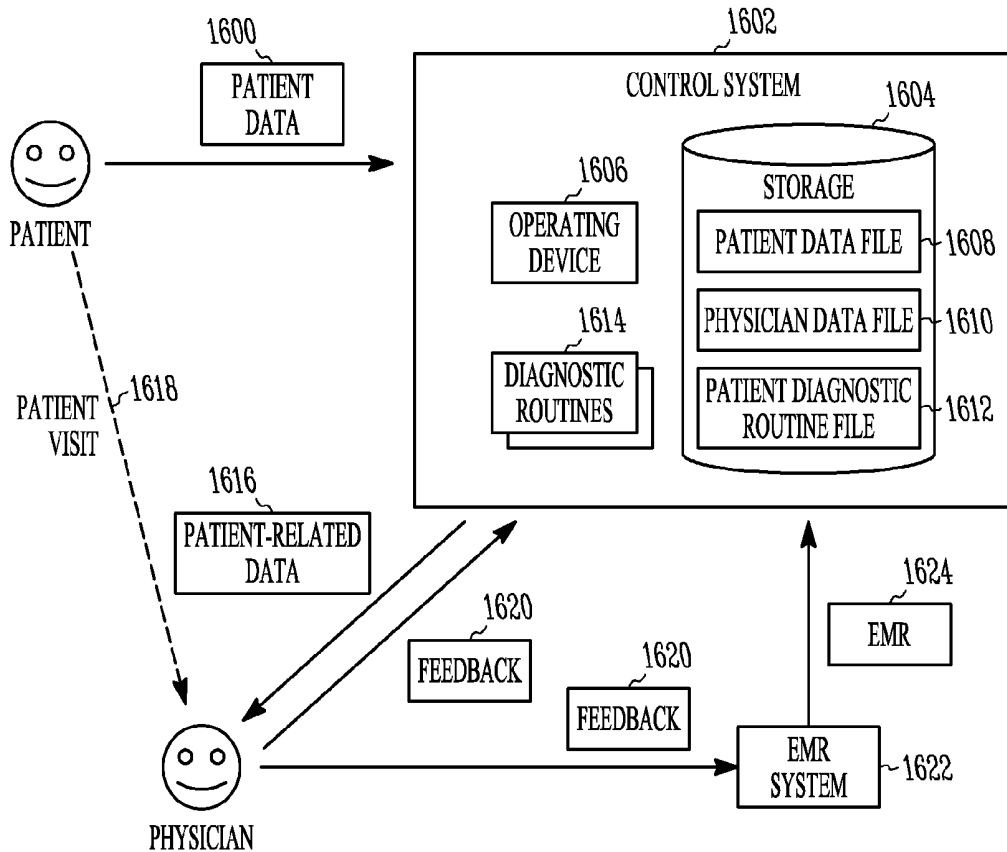 1600
PATIENT
DATA
PATIENT
1602
CONTROL SYSTEM
1604
STORAGE
1606
OPERATING
DEVICE
PATIENT DATA FILE
1608
PHYSICIAN DATA FILE
1610
1614
DIAGNOSTIC
ROUTINES
PATIENT DIAGNOSTIC
ROUTINE FILE
1612
PATIENT
VISIT
1618
1616
PATIENT-RELATED
DATA
1620
FEEDBACK
1620
FEEDBACK
1624
EMR
EMR
SYSTEM
1622
PHYSICIAN